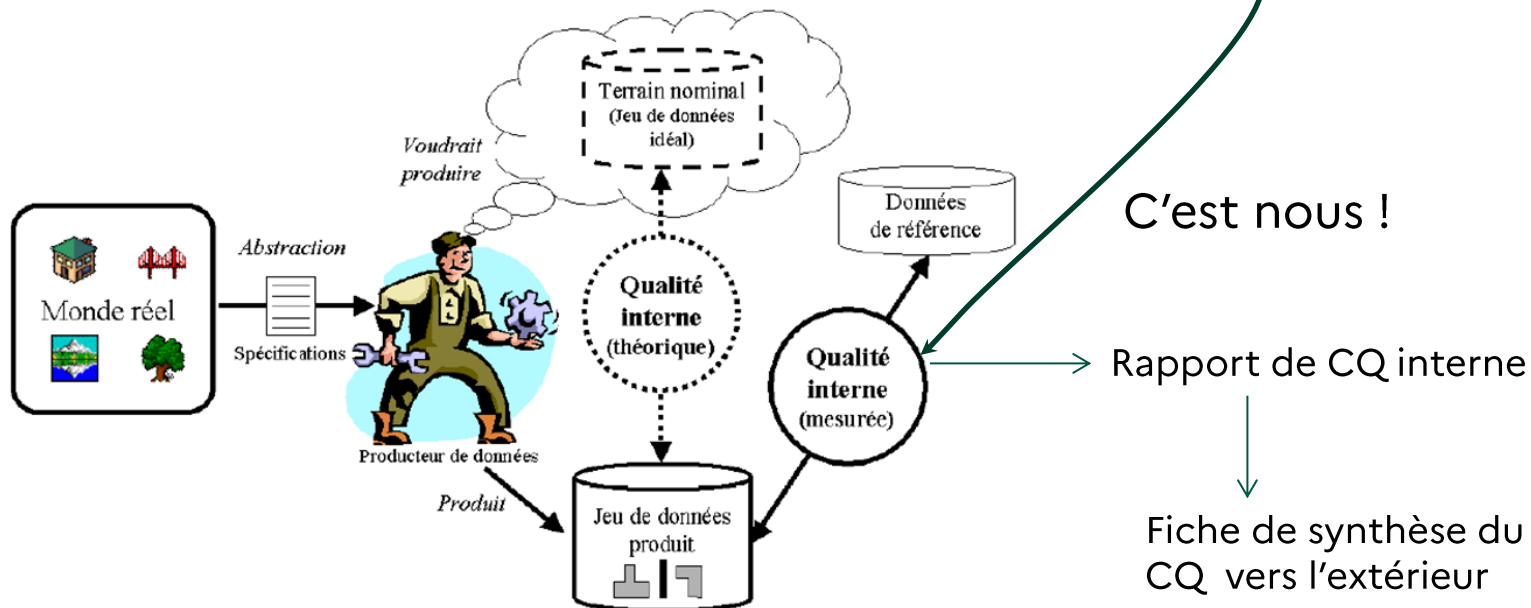 Terrain nominal
(Jeu de données
idéal)
Voudrait
produire
Données
de référence
C'est nous !
Abstraction
Monde réel
Spécifications
Qualité
interne
(théorique)
Qualité
interne
(mesurée)
Rapport de CQ interne
Producteur de données
Produit
Jeu de données
produit
Fiche de synthèse du
CQ vers l'extérieur